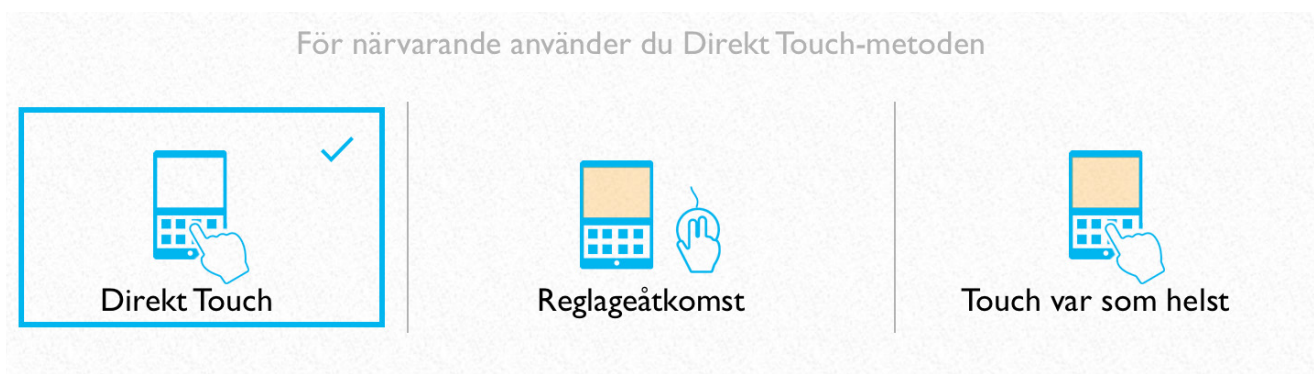 För närvarande använder du Direkt Touch-metoden
Direkt Touch
Reglageåtkomst
Touch var som helst